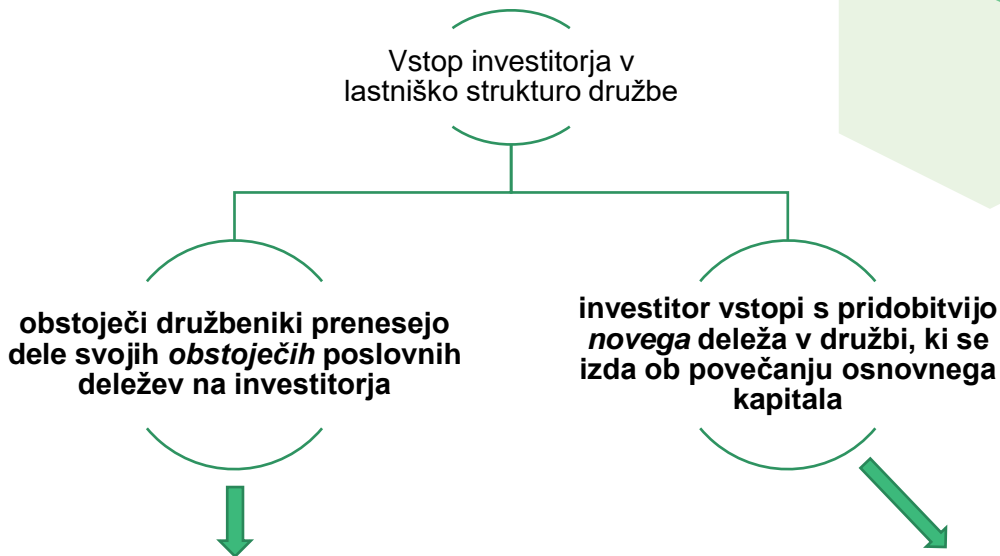 Vstop investitorja v
lastniško strukturo družbe
obstoječi družbeniki prenesejo
dele svojih obstoječih poslovnih
deležev na investitorja
investitor vstopi s pridobitvijo
novega deleža v družbi, ki se
izda ob povečanju osnovnega
kapitala